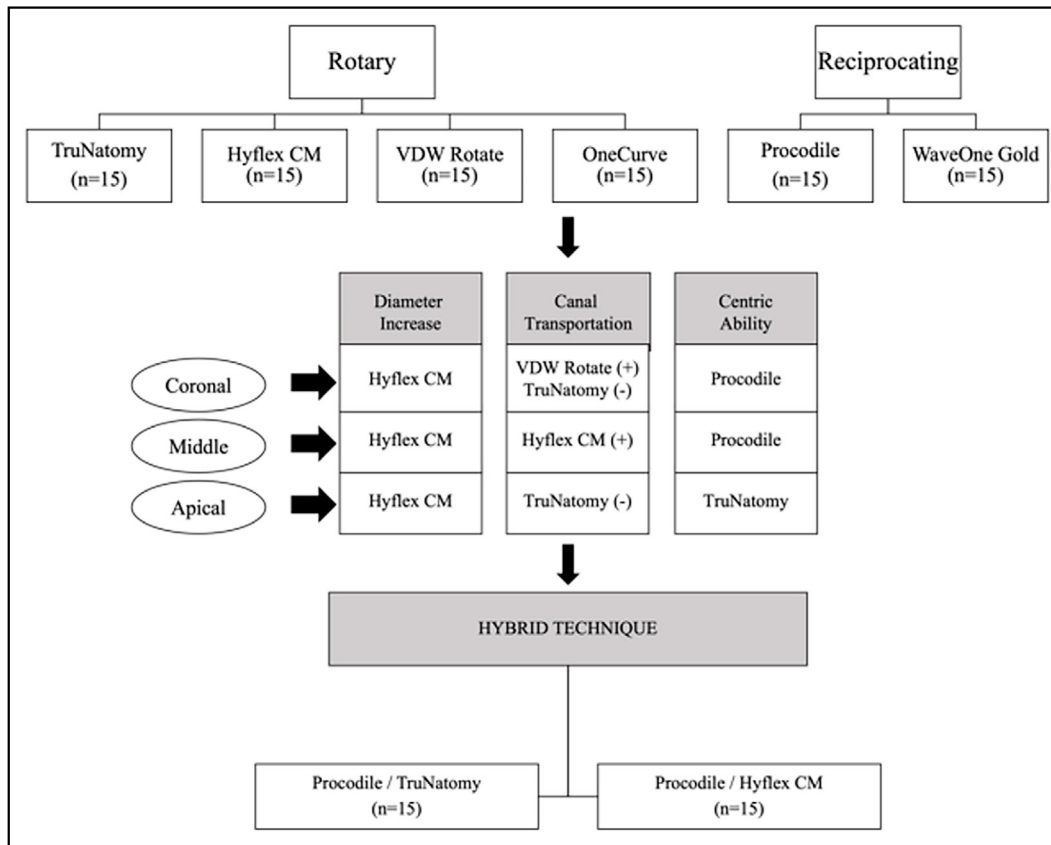 Rotary
Reciprocating
TruNatomy
(n=15)
Hyflex CM
(n=15)
VDW Rotate
(n=15)
OneCurve
(n=15)
Procodile
(n=15)
WaveOne Gold
(n=15)
Diameter
Increase
Canal
Transportation
Centric
Ability
Coronal
Hyflex CM
VDW Rotate (+)
TruNatomy (-)
Procodile
Middle
Hyflex CM
Hyflex CM (+)
Procodile
Apical
Hyflex CM
TruNatomy (-)
TruNatomy
HYBRID TECHNIQUE
Procodile / TruNatomy
(n=15)
Procodile / Hyflex CM
(n=15)